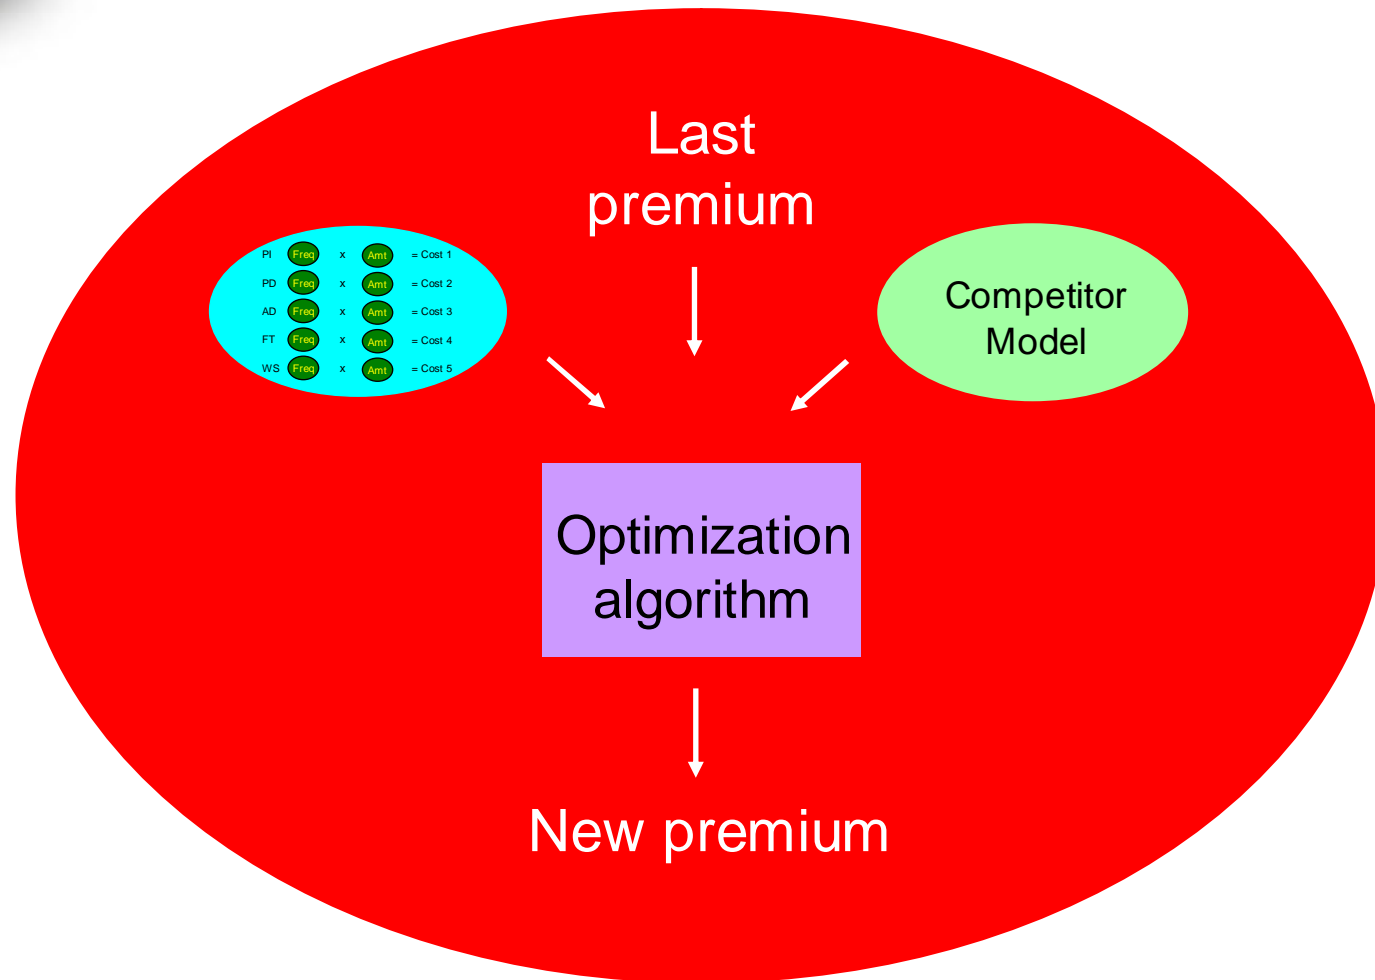 Last
premium
PI Freq x Amt = Cost 1
PD Freq x Amt = Cost 2
AD Freq x Amt = Cost 3
FT Freq x Amt = Cost 4
WS Freq x Amt = Cost 5
Competitor
Model
Optimization
algorithm
New premium